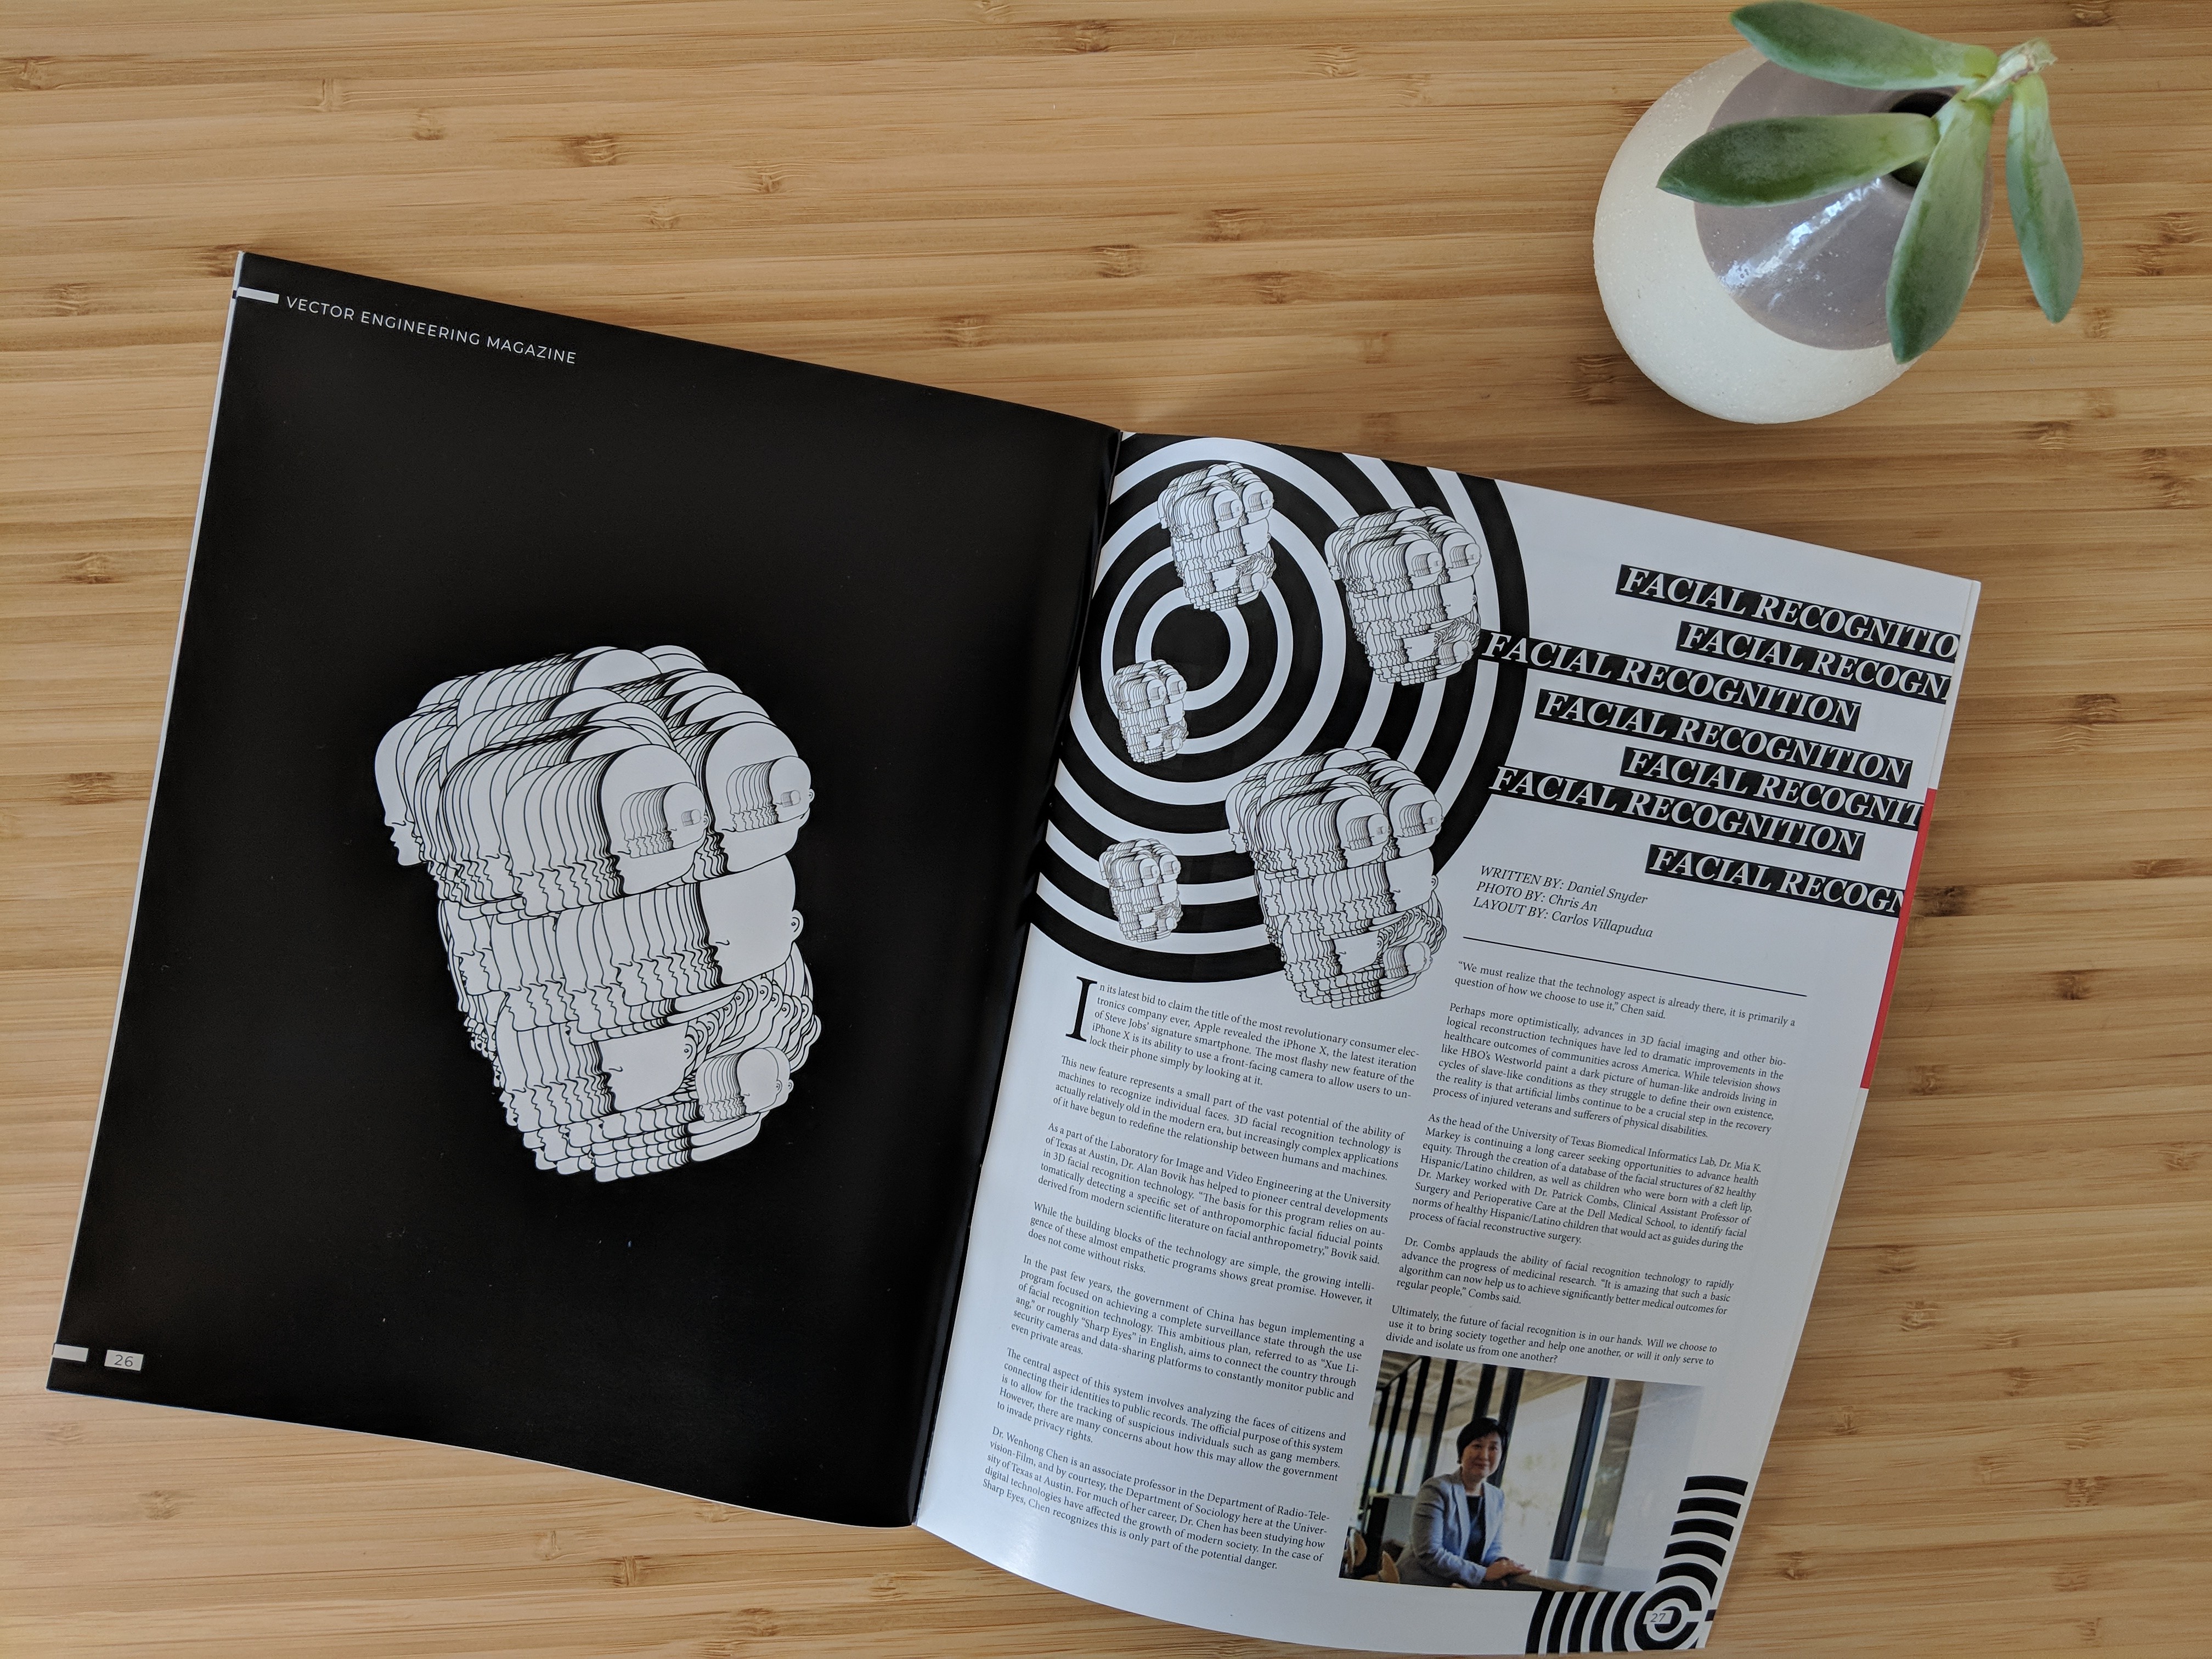 VECTOR ENGINEERING MAGAZINE
26
FACIAL RECOGNITIO
FACIAL RECOGNI
FACIAL RECOGNITION
FACIAL RECOGNITION
FACIAL RECOGNIT
FACIAL RECOGNITION
FACIAL RECOGN
WRITTEN BY: Daniel Snyder
PHOTO BY: Chris An
LAYOUT BY: Carlos Villapudua
In its latest bid to claim the title of the most revolutionary consumer elec-
tronics company ever, Apple revealed the iPhone X, the latest iteration
of Steve Jobs' signature smartphone. The most flashy new feature of the
iPhone X is its ability to use a front-facing camera to allow users to un-
lock their phone simply by looking at it.
This new feature represents a small part of the vast potential of the ability of
machines to recognize individual faces. 3D facial recognition technology is
actually relatively old in the modern era, but increasingly complex applications
of it have begun to redefine the relationship between humans and machines.
As a part of the Laboratory for Image and Video Engineering at the University
of Texas at Austin, Dr. Alan Bovik has helped to pioneer central developments
in 3D facial recognition technology. "The basis for this program relies on au-
tomatically detecting a specific set of anthropomorphic facial fiducial points
derived from modern scientific literature on facial anthropometry," Bovik said.
While the building blocks of the technology are simple, the growing intelli-
gence of these almost empathetic programs shows great promise. However, it
does not come without risks.
In the past few years, the government of China has begun implementing a
program focused on achieving a complete surveillance state through the use
of facial recognition technology. This ambitious plan, referred to as "Xue Li-
ang," or roughly "Sharp Eyes" in English, aims to connect the country through
security cameras and data-sharing platforms to constantly monitor public and
even private areas.
The central aspect of this system involves analyzing the faces of citizens and
connecting their identities to public records. The official purpose of this system
is to allow for the tracking of suspicious individuals such as gang members.
However, there are many concerns about how this may allow the government
to invade privacy rights.
Dr. Wenhong Chen is an associate professor in the Department of Radio-Tele-
vision-Film, and by courtesy, the Department of Sociology here at the Univer-
sity of Texas at Austin. For much of her career, Dr. Chen has been studying how
digital technologies have affected the growth of modern society. In the case of
Sharp Eyes, Chen recognizes this is only part of the potential danger.
"We must realize that the technology aspect is already there, it is primarily a
question of how we choose to use it," Chen said.
Perhaps more optimistically, advances in 3D facial imaging and other bio-
logical reconstruction techniques have led to dramatic improvements in the
healthcare outcomes of communities across America. While television shows
like HBO's Westworld paint a dark picture of human-like androids living in
cycles of slave-like conditions as they struggle to define their own existence,
the reality is that artificial limbs continue to be a crucial step in the recovery
process of injured veterans and sufferers of physical disabilities.
As the head of the University of Texas Biomedical Informatics Lab, Dr. Mia K.
Markey is continuing a long career seeking opportunities to advance health
equity. Through the creation of a database of the facial structures of 82 healthy
Hispanic/Latino children, as well as children who were born with a cleft lip,
Dr. Markey worked with Dr. Patrick Combs, Clinical Assistant Professor of
Surgery and Perioperative Care at the Dell Medical School, to identify facial
norms of healthy Hispanic/Latino children that would act as guides during the
process of facial reconstructive surgery.
Dr. Combs applauds the ability of facial recognition technology to rapidly
advance the progress of medicinal research. "It is amazing that such a basic
algorithm can now help us to achieve significantly better medical outcomes for
regular people," Combs said.
Ultimately, the future of facial recognition is in our hands. Will we choose to
use it to bring society together and help one another, or will it only serve to
divide and isolate us from one another?
27